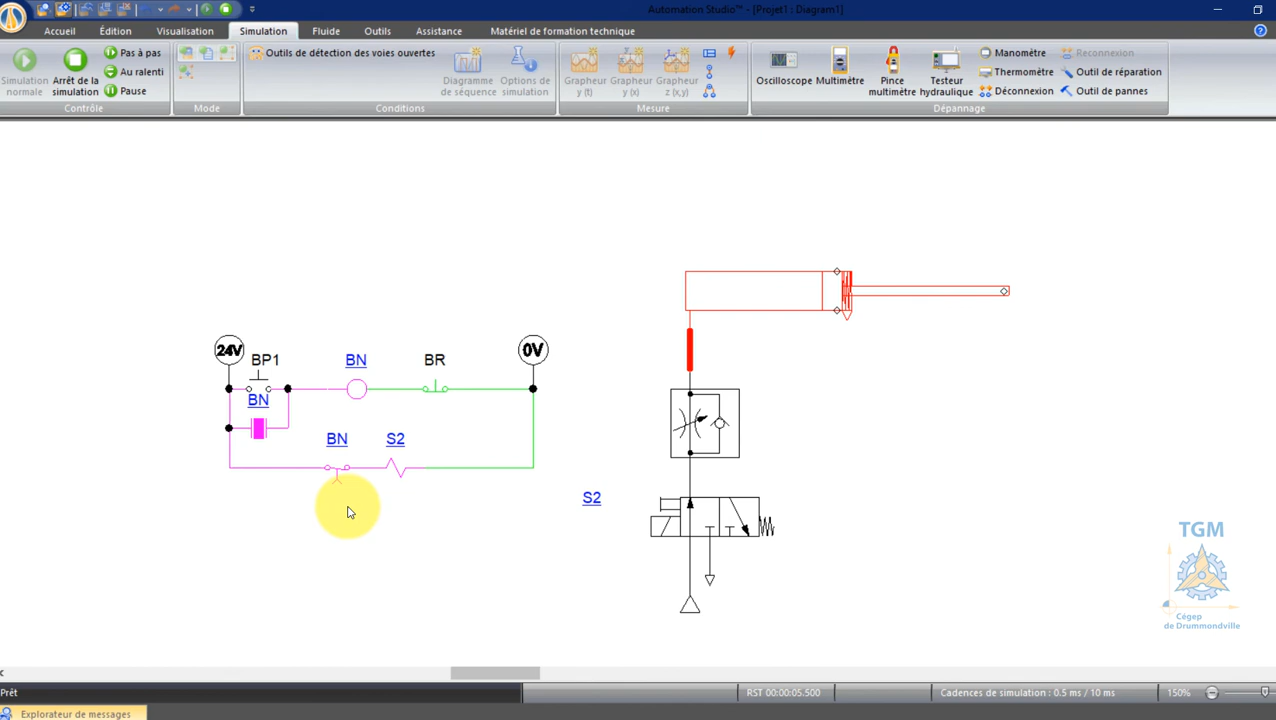 Automation Studio™ - [Projet1 : Diagram1]
Accueil Édition Visualisation Simulation Fluide Outils Assistance Matériel de formation technique
Simulation normale
Arrêt de la simulation
Pas à pas
Au ralenti
Pause
Contrôle
Mode
Outils de détection des voies ouvertes
Diagramme de séquence
Options de simulation
Conditions
Grapheur y (t)
Grapheur y (x)
Grapheur z (x,y)
Mesure
Oscilloscope
Multimètre
Pince multimètre
Testeur hydraulique
Manomètre
Thermomètre
Déconnexion
Reconnexion
Outil de réparation
Outil de pannes
Dépannage
24V
BP1
BN
BR
0V
BN
BN
S2
S2
TGM
Cégep
de Drummondville
Prêt
RST 00:00:05.500
Cadences de simulation : 0.5 ms / 10 ms
150%
Explorateur de messages